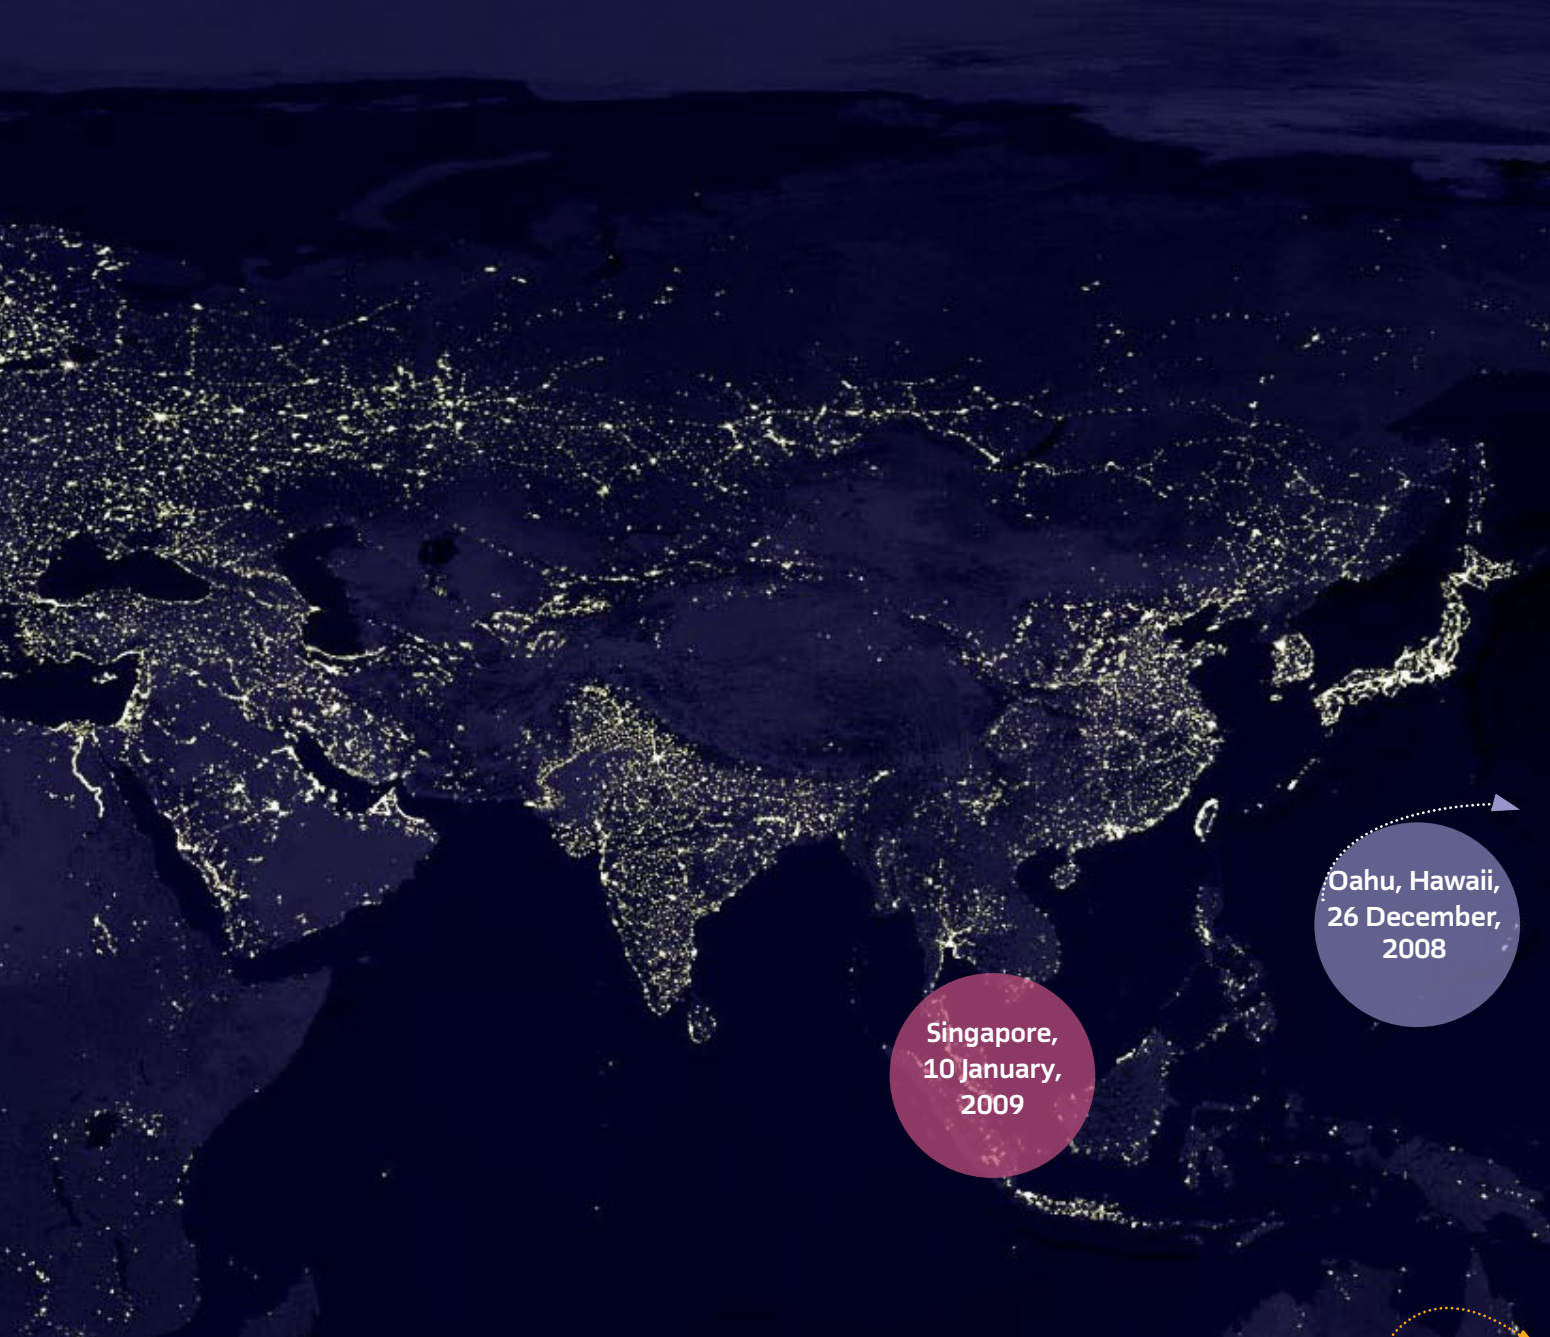 Oahu, Hawaii,
26 December,
2008
Singapore,
10 January,
2009